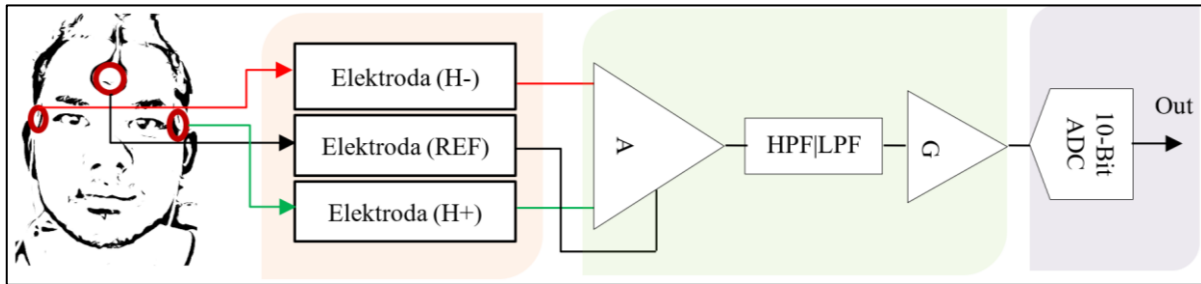 Elektroda (H-)
Elektroda (REF)
Elektroda (H+)
A
HPF|LPF
G
10-Bit
ADC
Out